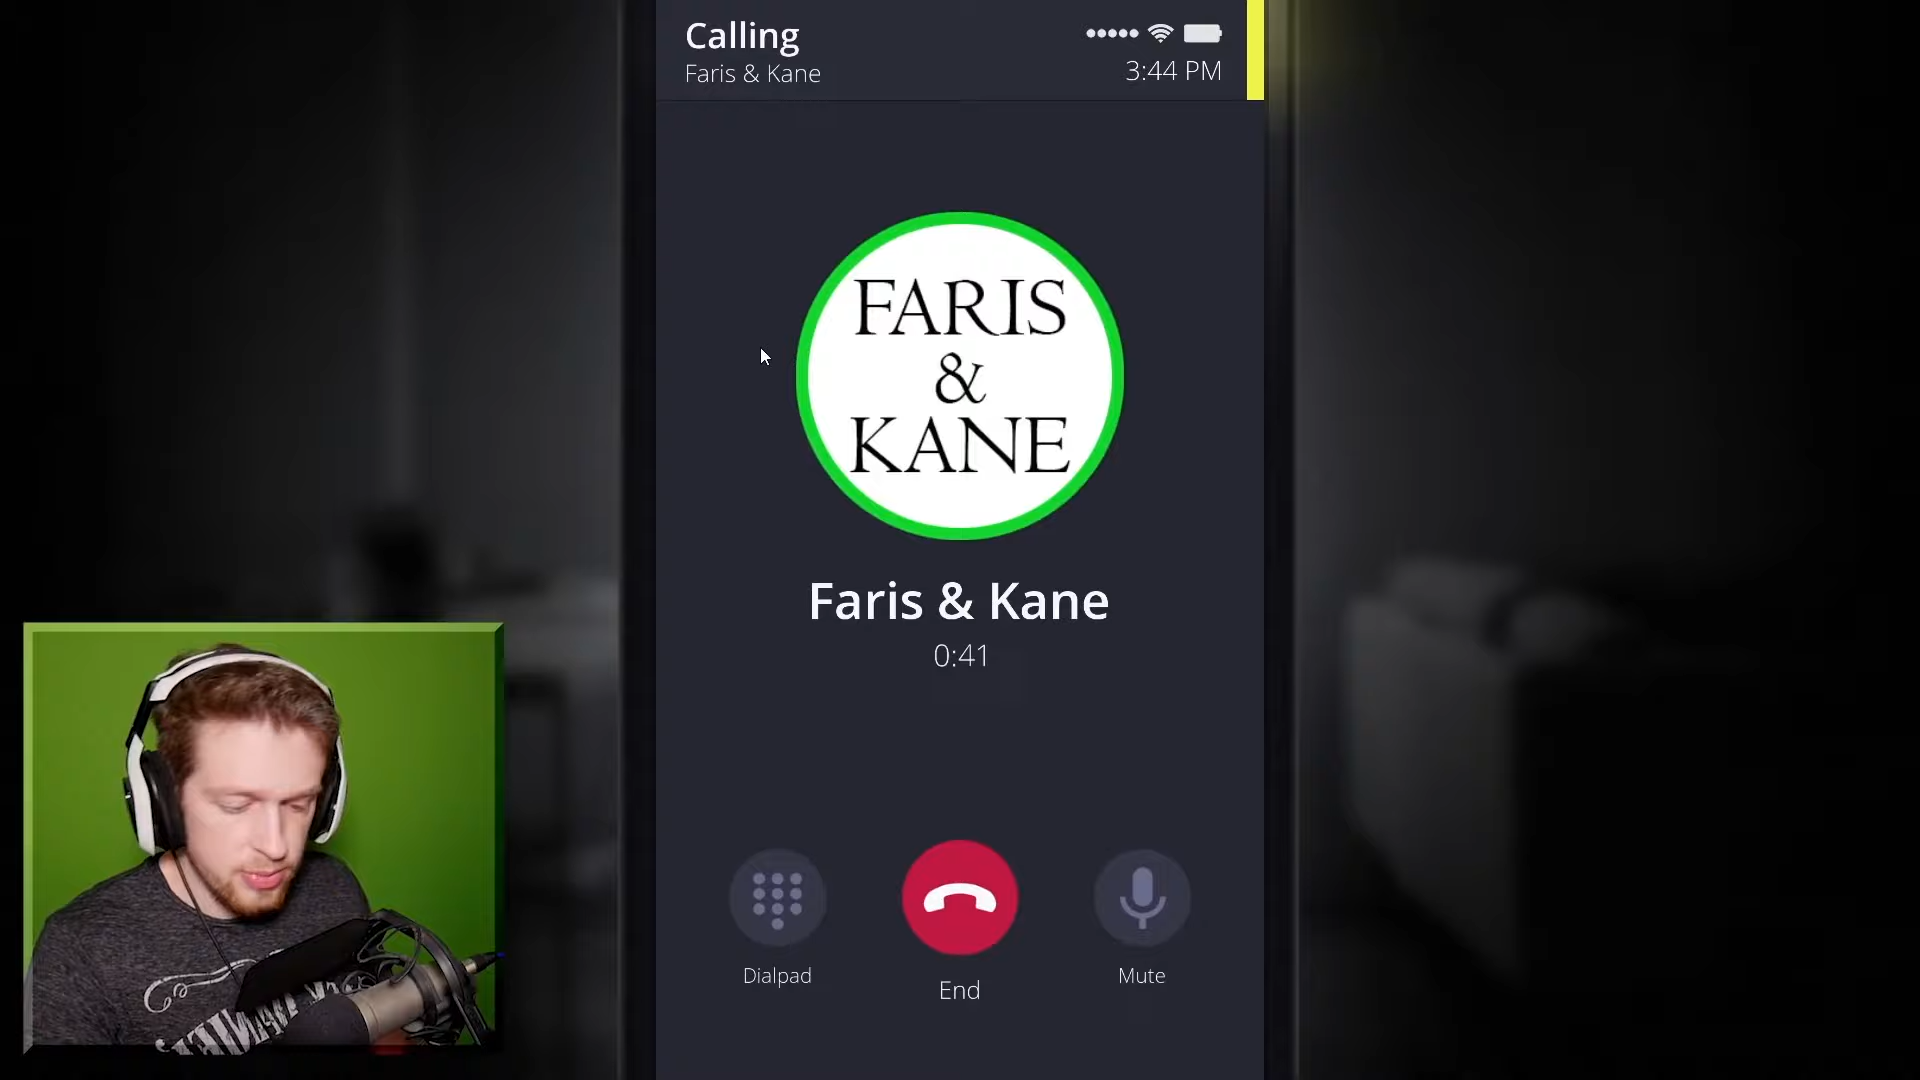 Calling
Faris & Kane
3:44 PM
FARIS
&
KANE
Faris & Kane
0:41
Dialpad
End
Mute